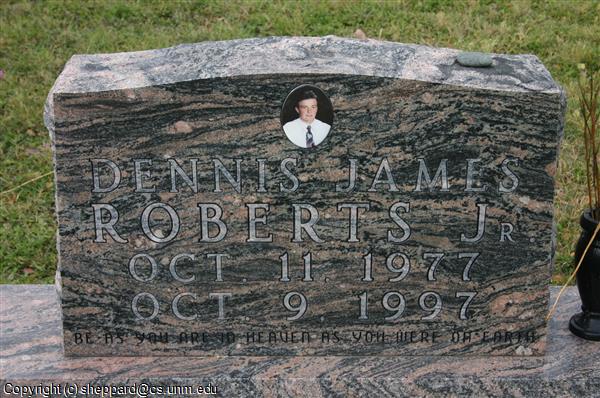 DENNIS JAMES
ROBERTS JR
OCT. 11. 1977
OCT. 9. 1997
BE AS YOU ARE IN HEAVEN AS YOU WERE ON EARTH
Copyright (c) sheppard@cs.unm.edu